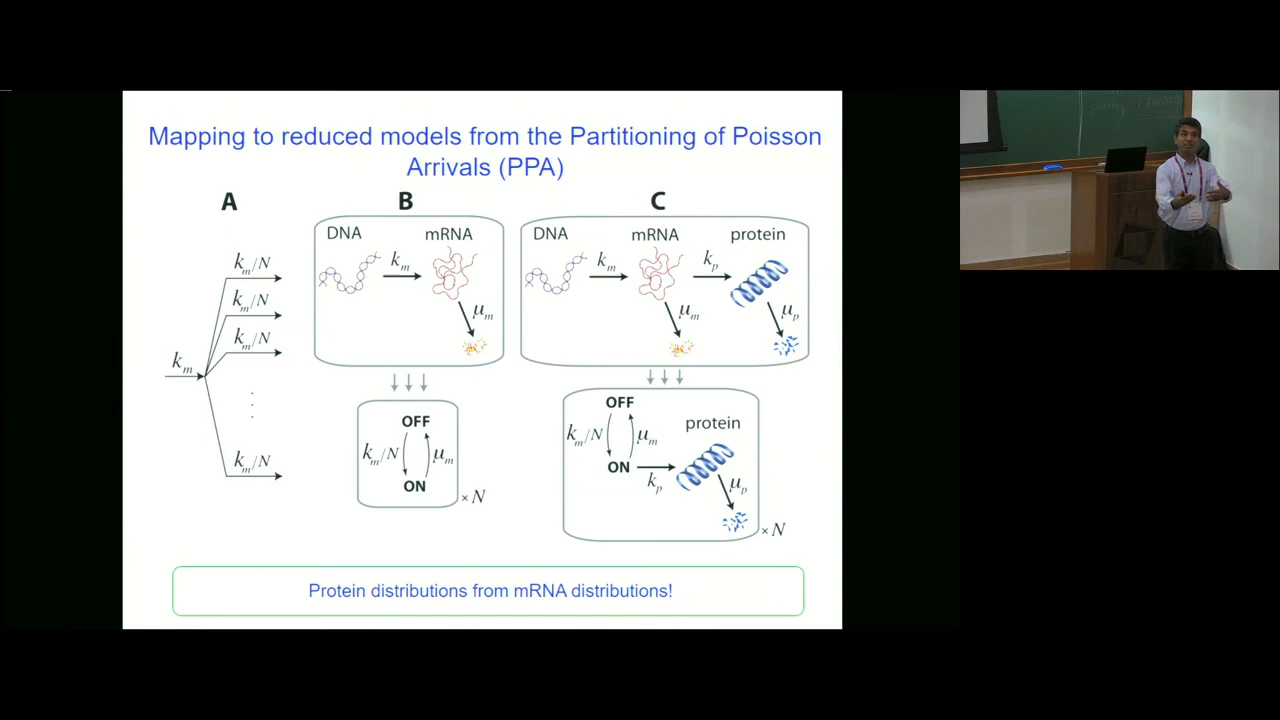 Mapping to reduced models from the Partitioning of Poisson
Arrivals (PPA)
A
k_m
k_m/N
k_m/N
k_m/N
k_m/N
B
DNA
mRNA
k_m
μ_m
OFF
k_m/N
μ_m
ON
×N
C
DNA
mRNA
protein
k_m
k_p
μ_m
μ_p
OFF
protein
k_m/N
μ_m
ON
k_p
μ_p
×N
Protein distributions from mRNA distributions!